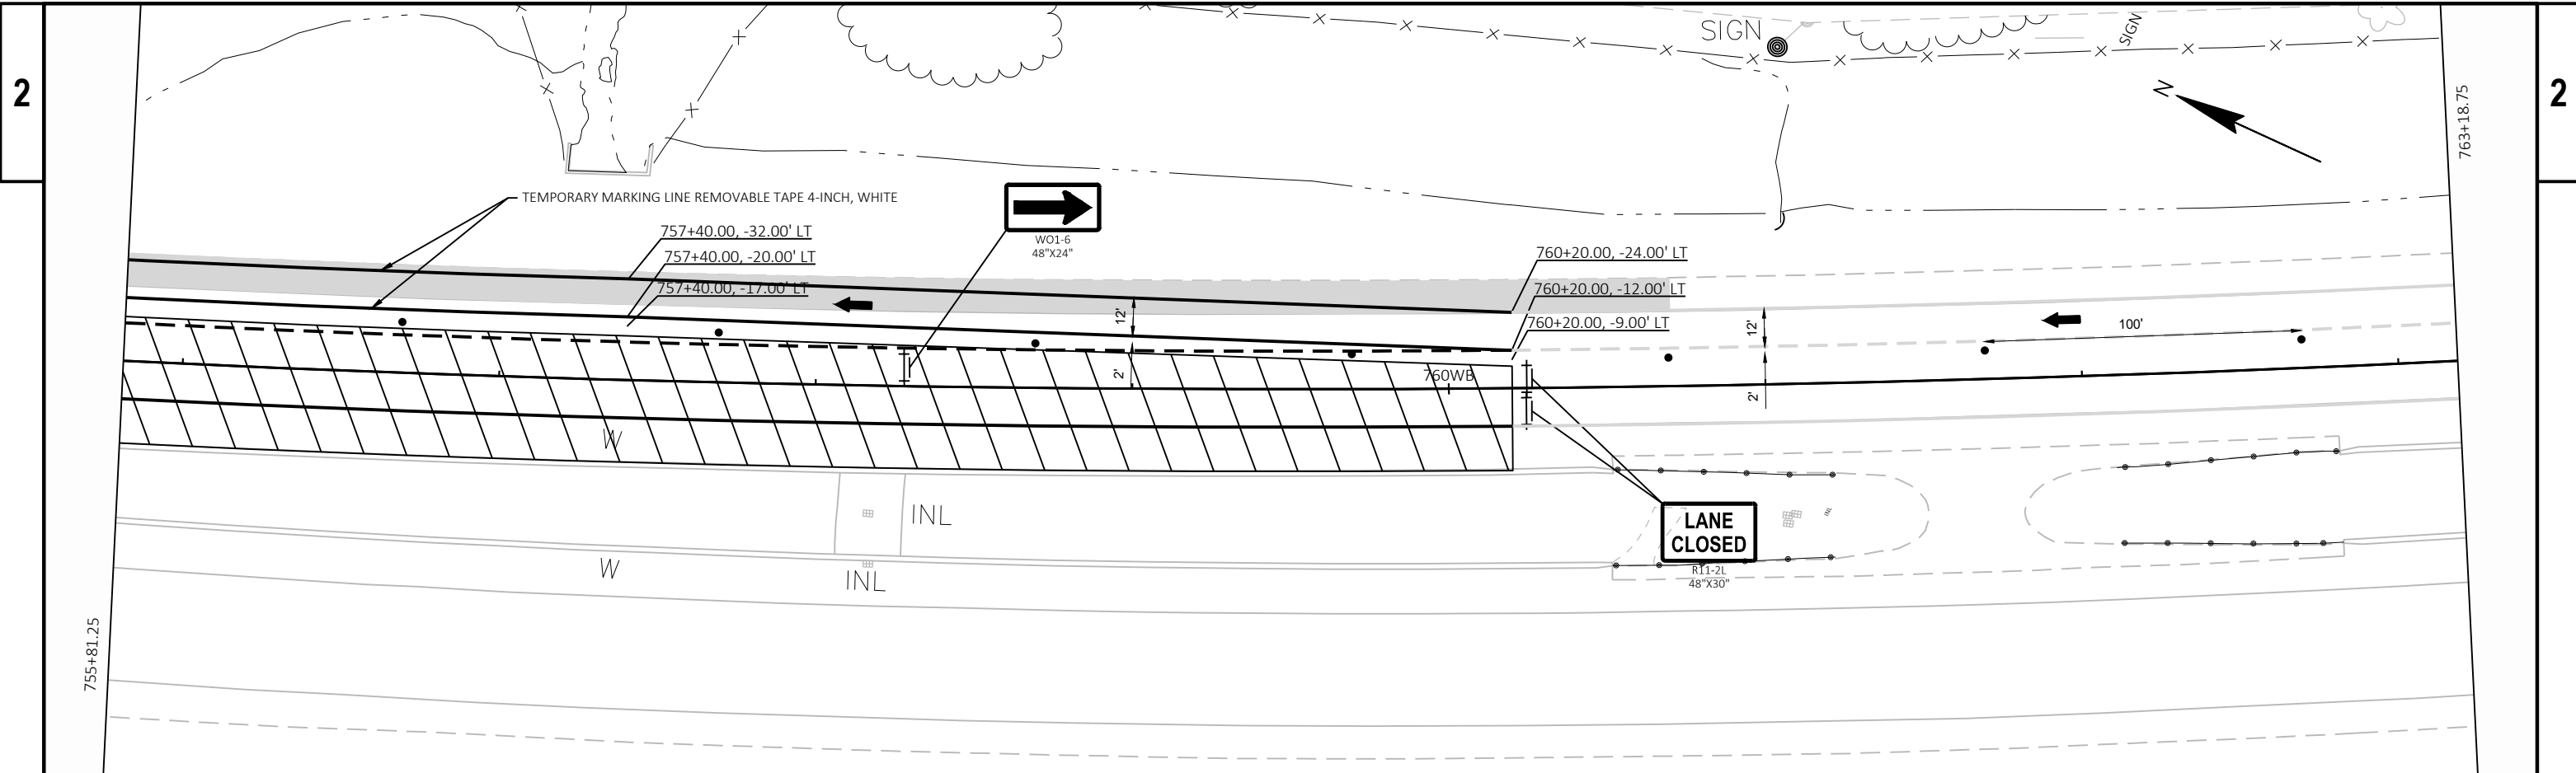 2
2
SIGN
SIGN
N
763+18.75
TEMPORARY MARKING LINE REMOVABLE TAPE 4-INCH, WHITE
WO1-6
48"X24"
757+40.00, -32.00' LT
757+40.00, -20.00' LT
757+40.00, -17.00' LT
760+20.00, -24.00' LT
760+20.00, -12.00' LT
760+20.00, -9.00' LT
12'
2'
12'
2'
100'
760WB
W
INL
W
INL
INL
LANE
CLOSED
R11-2L
48"X30"
755+81.25